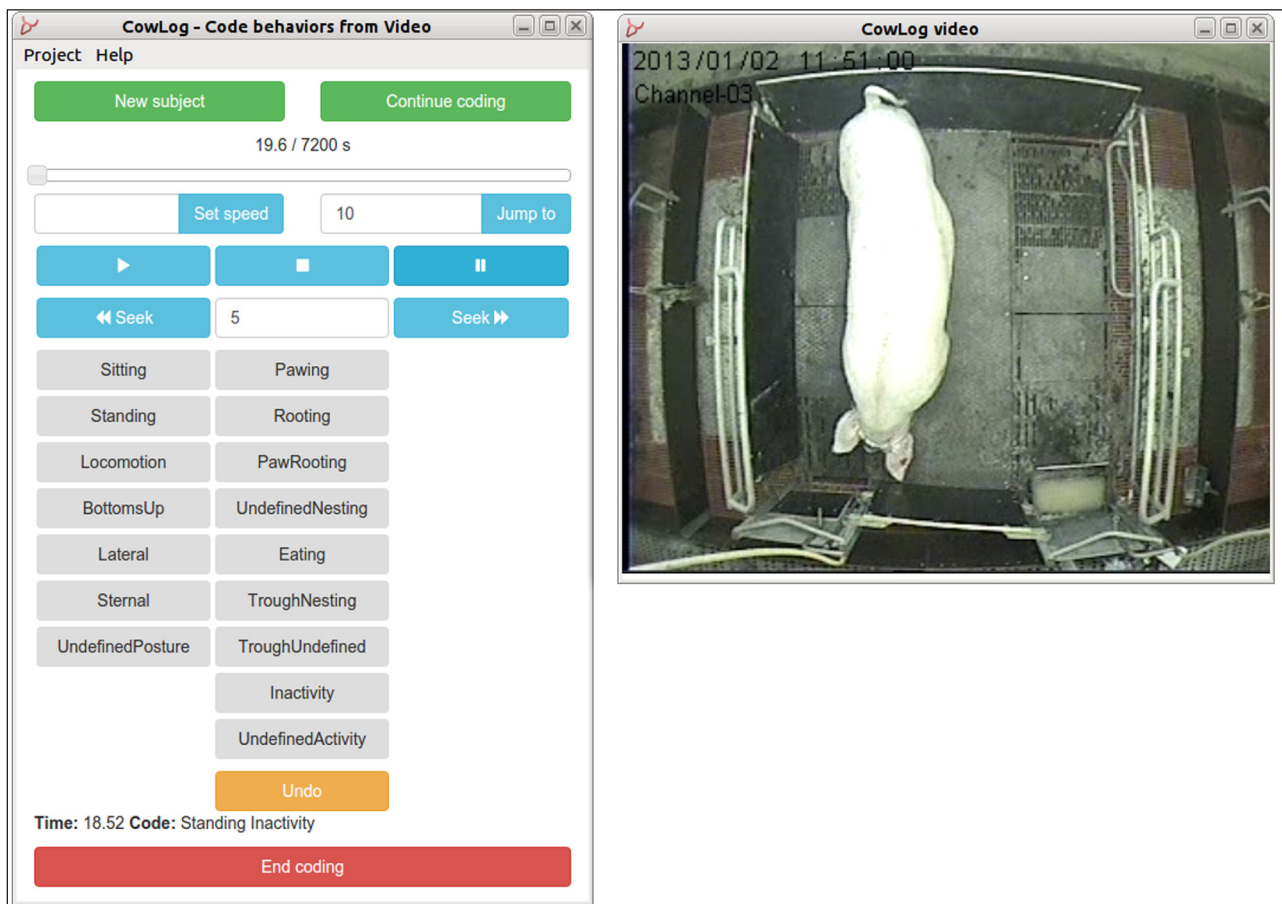 CowLog - Code behaviors from Video
Project Help
New subject Continue coding
19.6 / 7200 s
Set speed 10 Jump to
Seek 5 Seek
Sitting Pawing
Standing Rooting
Locomotion PawRooting
BottomsUp UndefinedNesting
Lateral Eating
Sternal TroughNesting
UndefinedPosture TroughUndefined
Inactivity
UndefinedActivity
Undo
Time: 18.52 Code: Standing Inactivity
End coding
CowLog video
2013/01/02 11:51:00
Channel-03